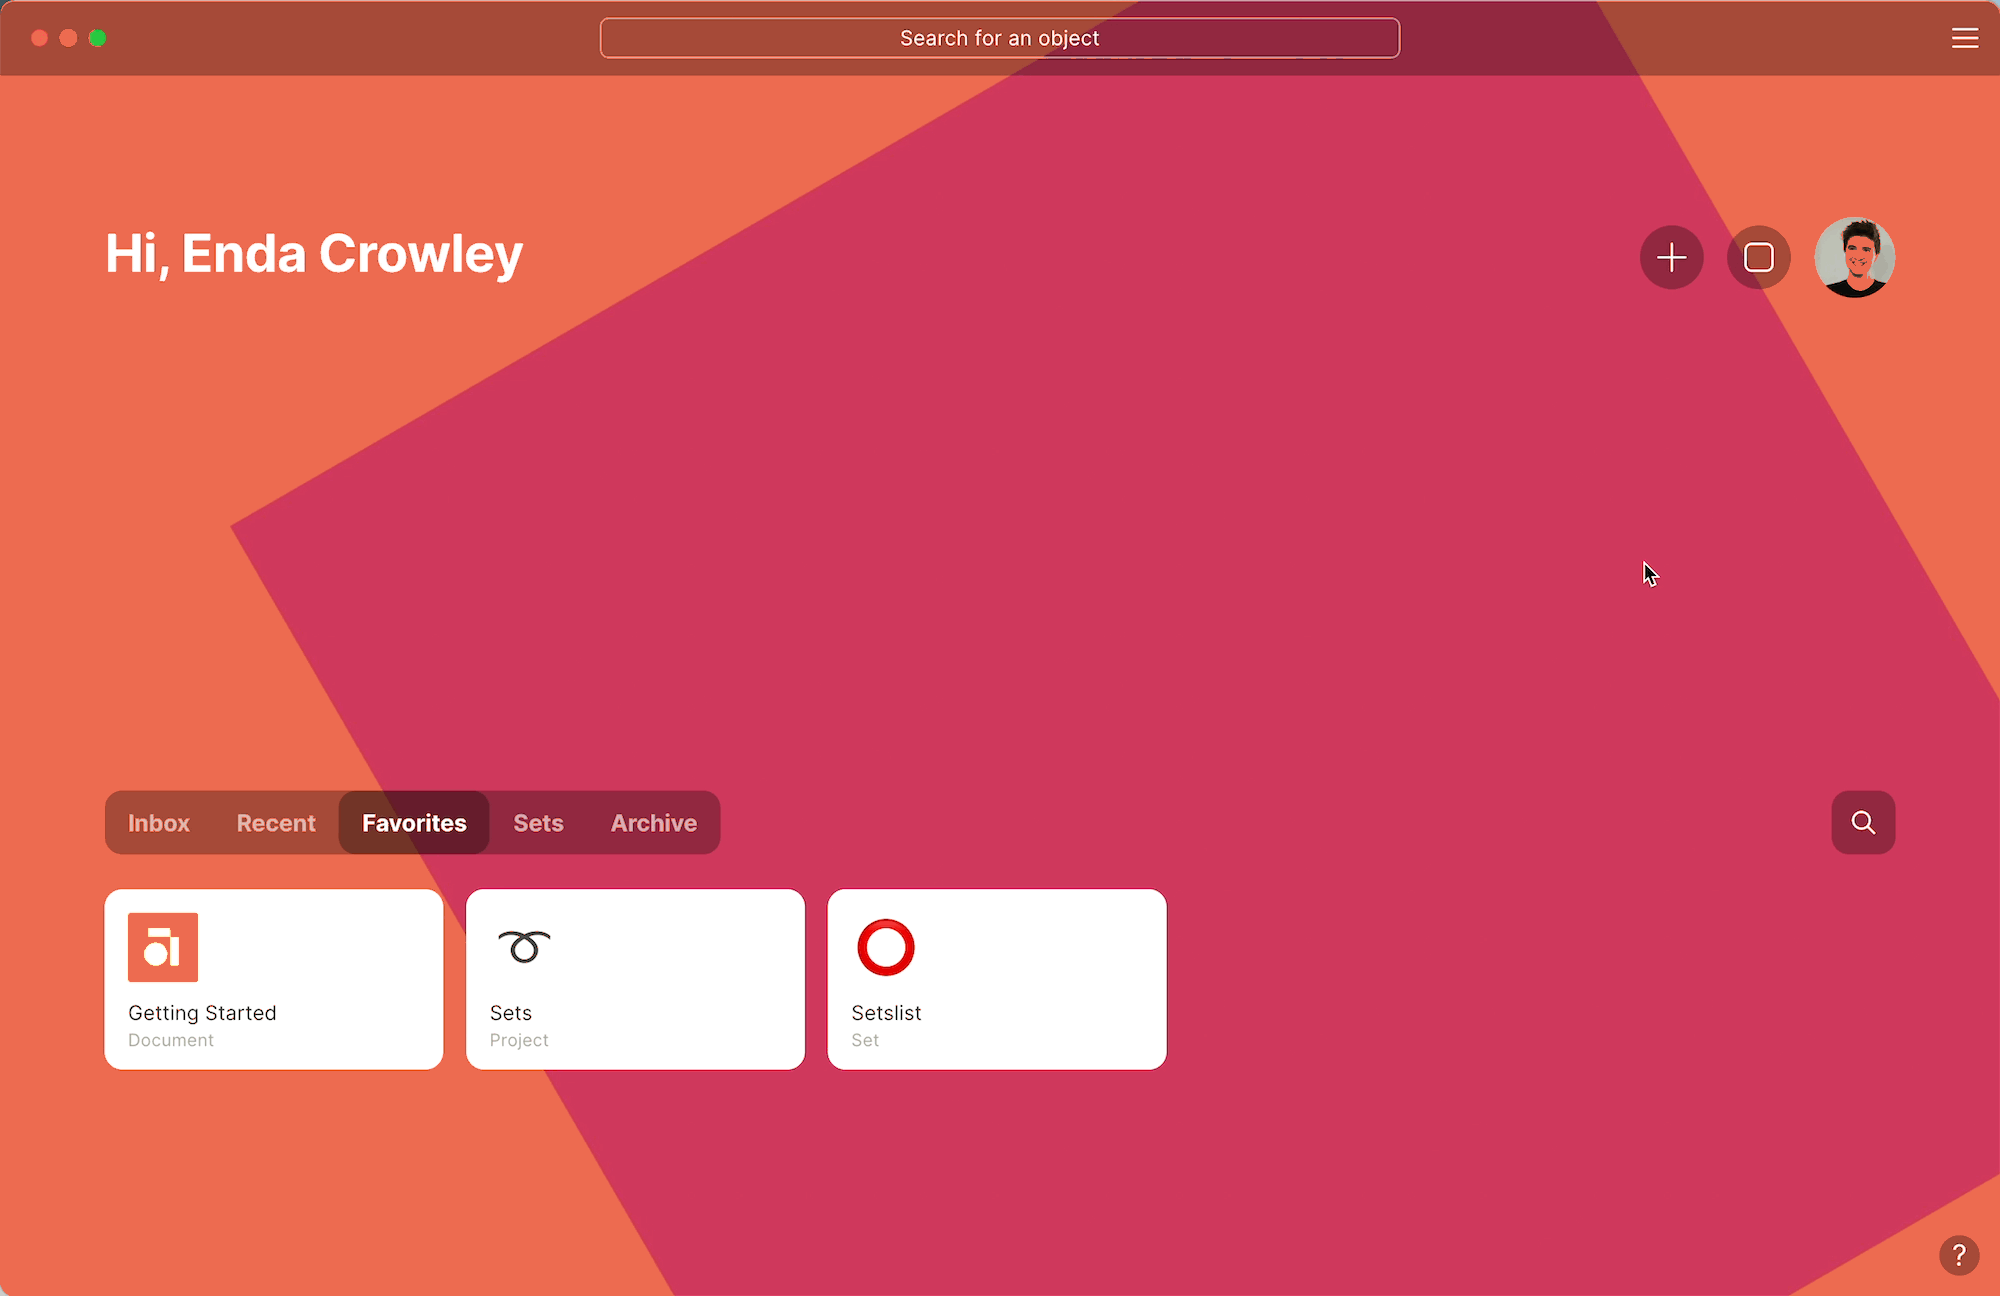 Search for an object
Hi, Enda Crowley
Inbox Recent Favorites Sets Archive
Getting Started
Document
Sets
Project
Setslist
Set
?